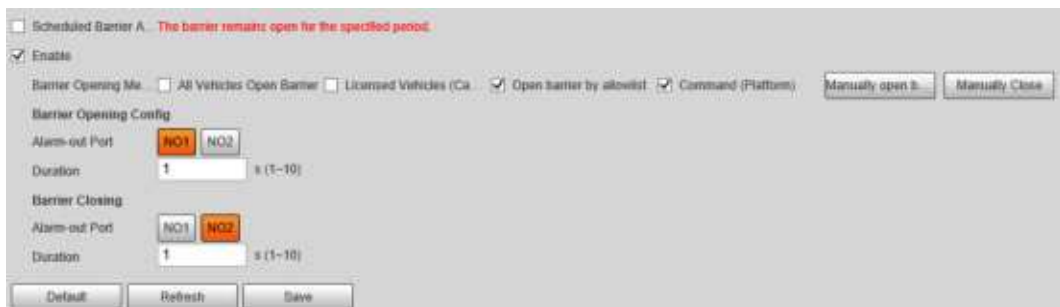 Scheduled Barrier A... The barrier remains open for the specified period.
Enable
Barrier Opening Me... All Vehicles Open Barrier Licensed Vehicles (Ca... Open barrier by allowlist Command (Platform) Manually open b... Manually Close
Barrier Opening Config
Alarm-out Port NO1 NO2
Duration 1 s (1~10)
Barrier Closing
Alarm-out Port NO1 NO2
Duration 1 s (1~10)
Default Refresh Save